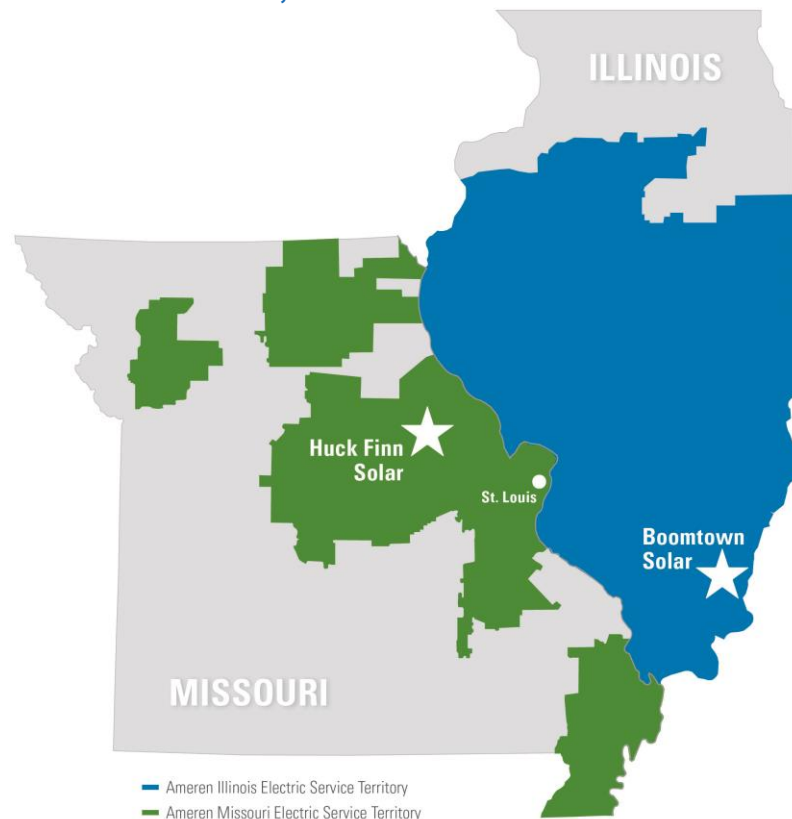 ILLINOIS
Huck Finn
Solar
St. Louis
Boomtown
Solar
MISSOURI
Ameren Illinois Electric Service Territory
Ameren Missouri Electric Service Territory